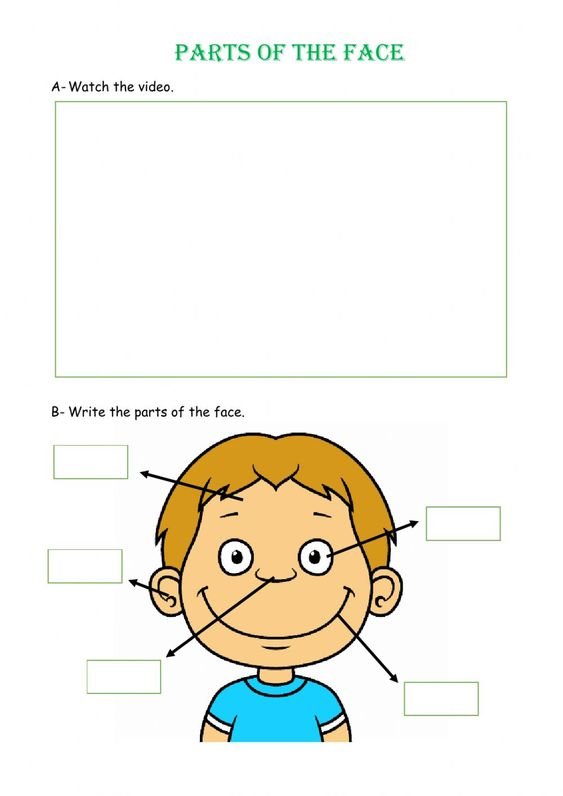 PARTS OF THE FACE
A- Watch the video.
B- Write the parts of the face.